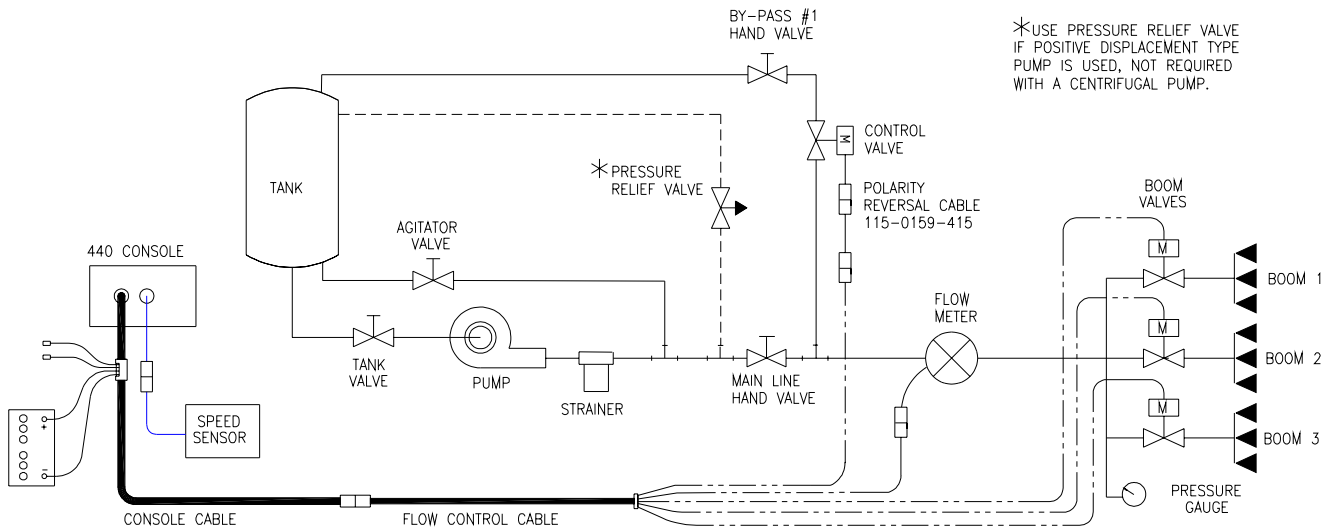 BY-PASS #1
HAND VALVE
*USE PRESSURE RELIEF VALVE
IF POSITIVE DISPLACEMENT TYPE
PUMP IS USED, NOT REQUIRED
WITH A CENTRIFUGAL PUMP.
M
CONTROL
VALVE
TANK
*PRESSURE
RELIEF VALVE
POLARITY
REVERSAL CABLE
115-0159-415
BOOM
VALVES
AGITATOR
VALVE
440 CONSOLE
M
BOOM 1
FLOW
METER
M
BOOM 2
TANK
VALVE
PUMP
MAIN LINE
HAND VALVE
STRAINER
M
BOOM 3
SPEED
SENSOR
+
-
PRESSURE
GAUGE
CONSOLE CABLE
FLOW CONTROL CABLE